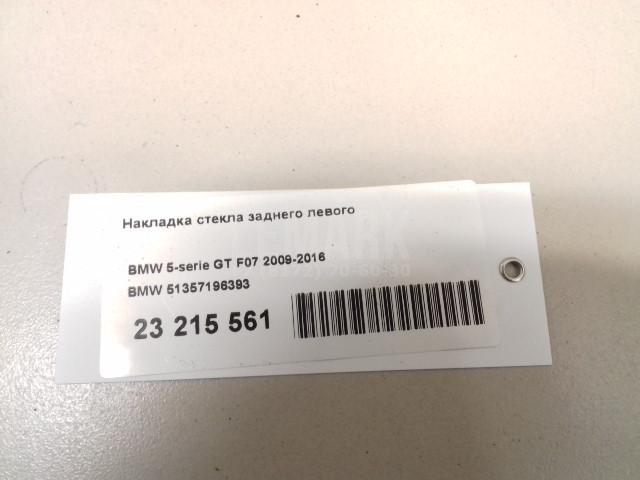 Накладка стекла заднего левого
BMW 5-serie GT F07 2009-2016
BMW 51357196393
23 215 561